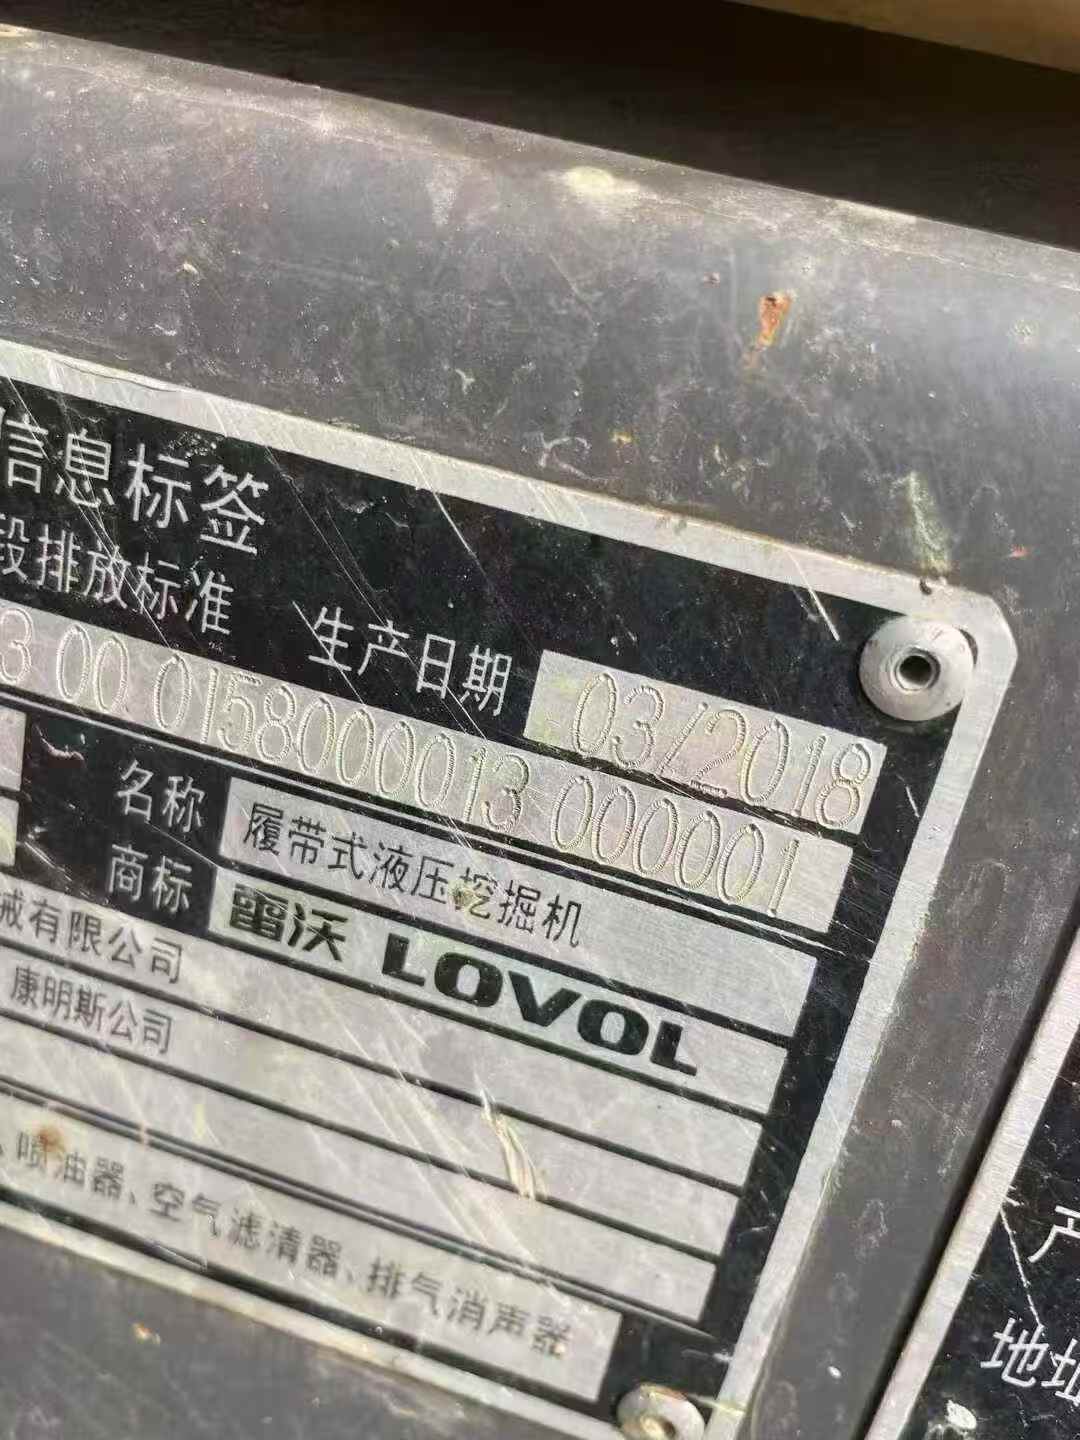 信息标签
段排放标准
生产日期 03/2018
3 00 0158000013 000001
名称 履带式液压挖掘机
商标 雷沃 LOVOL
械有限公司
康明斯公司
、喷油器、空气滤清器、排气消声器
产
地址